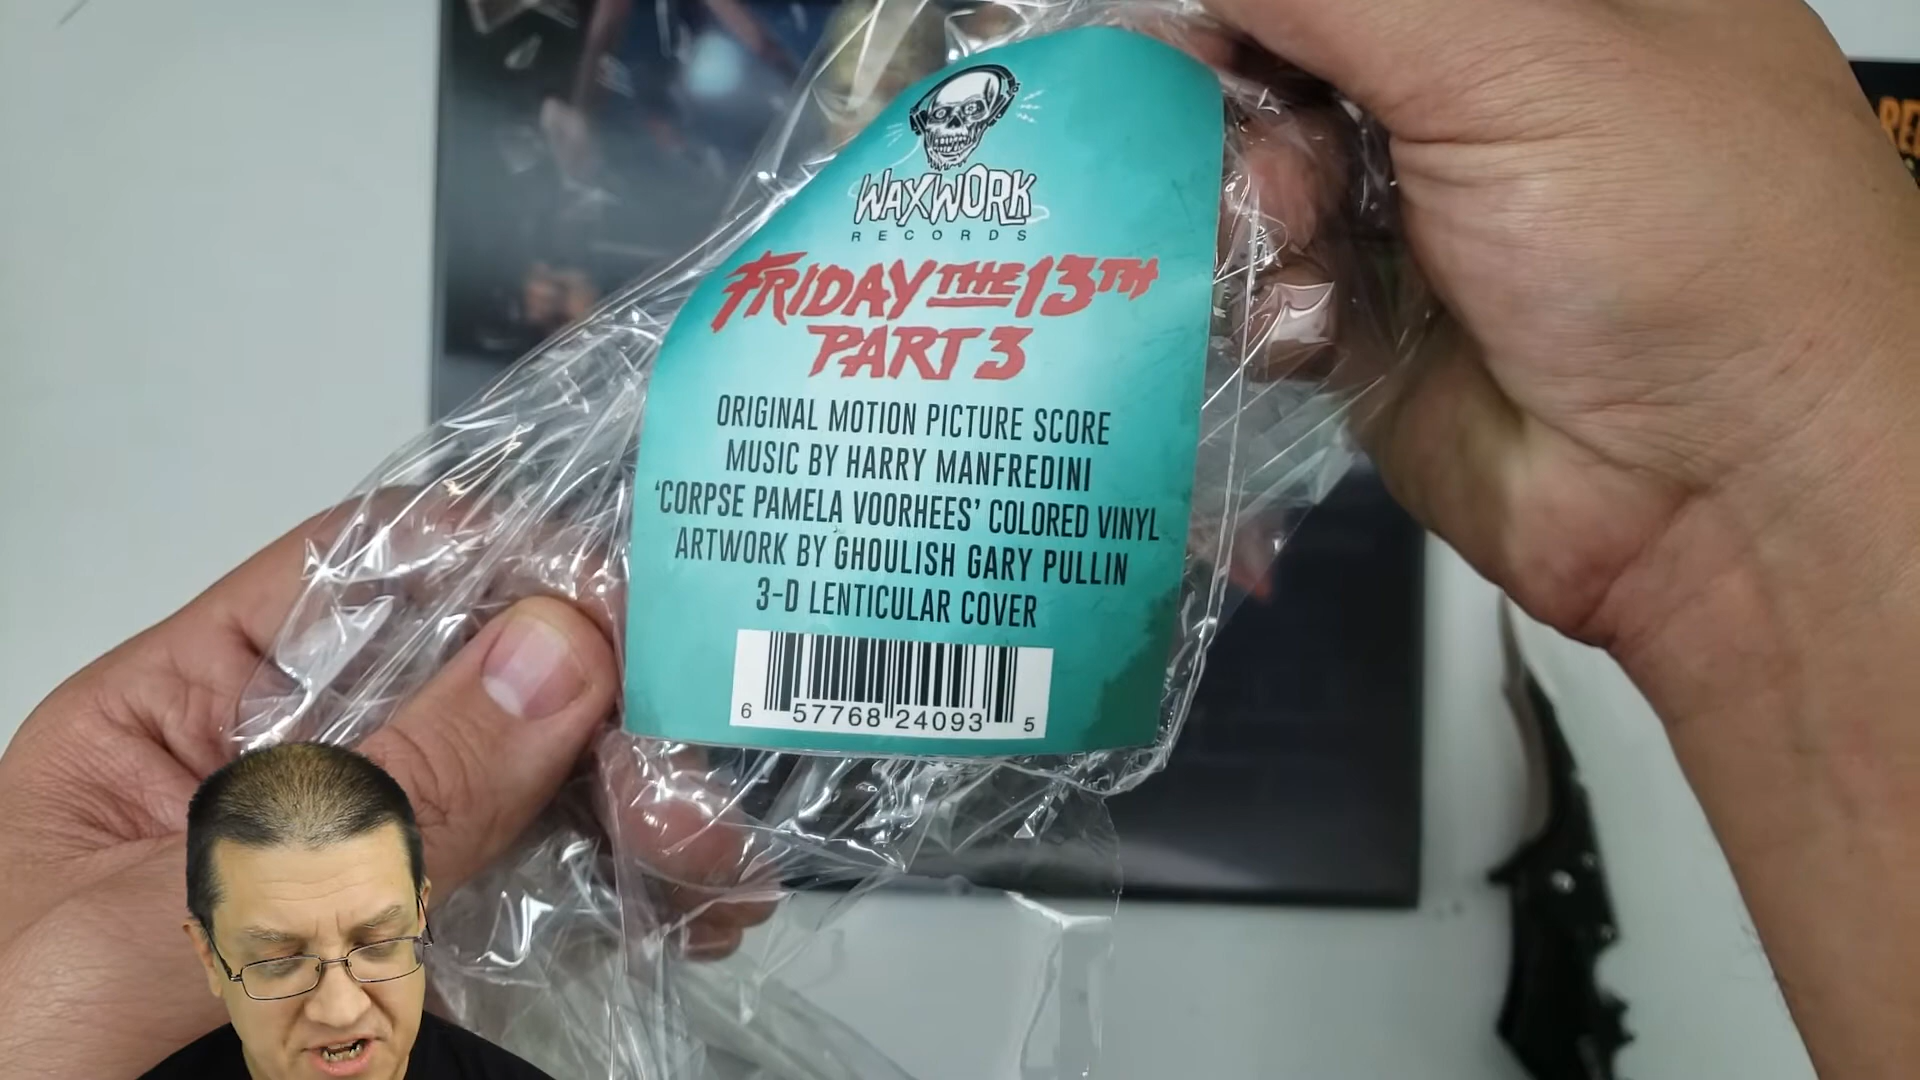 WAXWORK
RECORDS
FRIDAY THE 13TH
PART 3
ORIGINAL MOTION PICTURE SCORE
MUSIC BY HARRY MANFREDINI
'CORPSE PAMELA VOORHEES' COLORED VINYL
ARTWORK BY GHOULISH GARY PULLIN
3-D LENTICULAR COVER
6 57768 24093 5